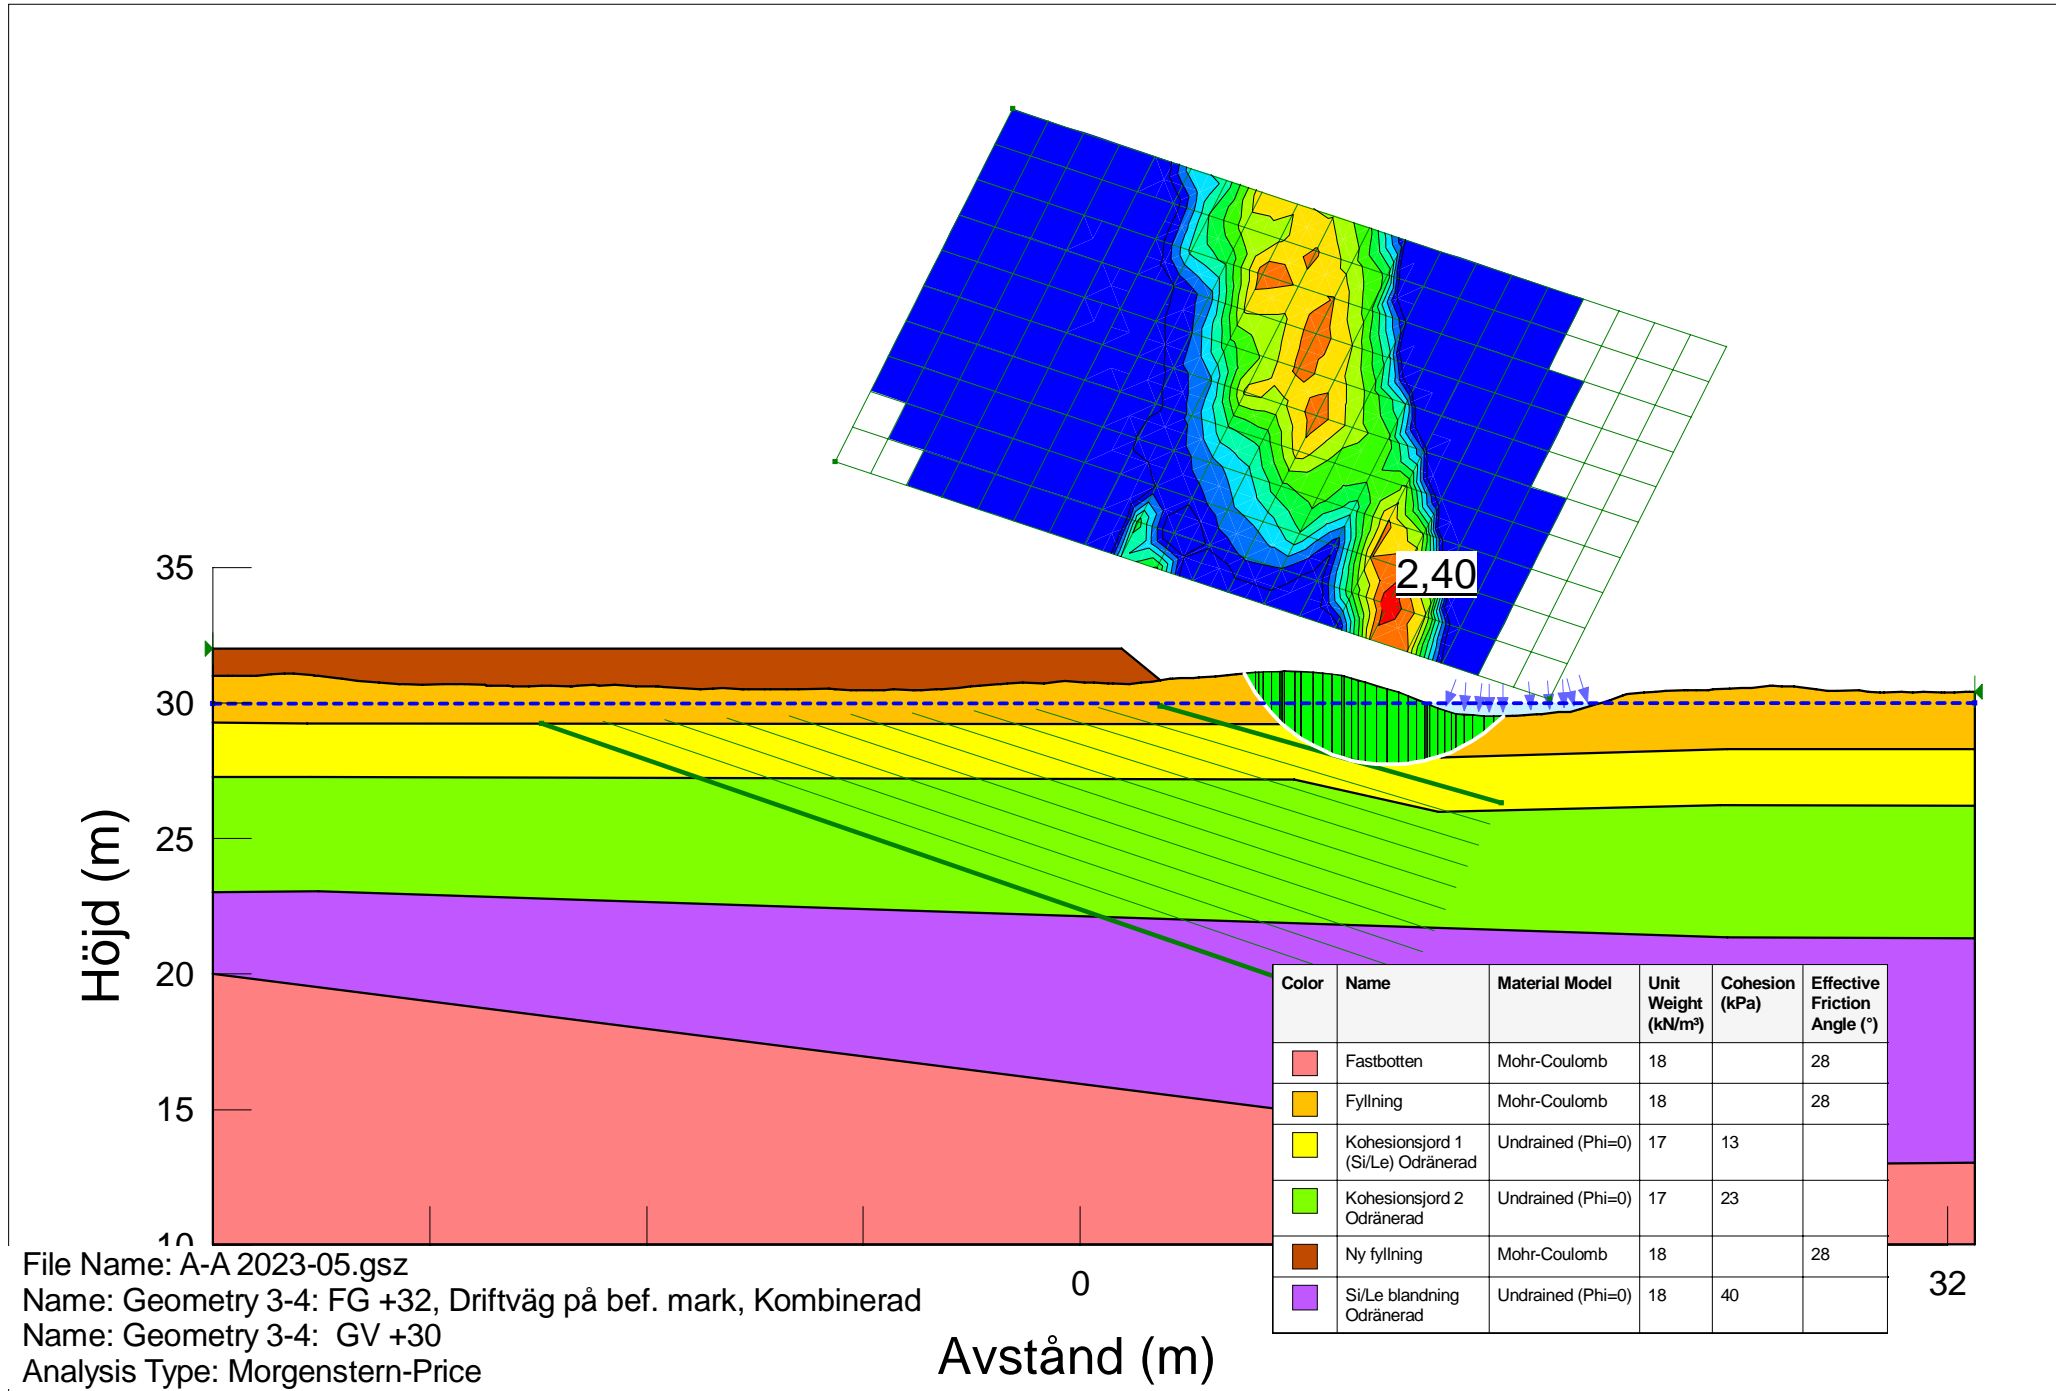 2,40
35
30
25
20
15
10
Höjd (m)
Color Name Material Model Unit Weight (kN/m³) Cohesion (kPa) Effective Friction Angle (°)
Fastbotten Mohr-Coulomb 18 28
Fyllning Mohr-Coulomb 18 28
Kohesionsjord 1 (Si/Le) Odränerad Undrained (Phi=0) 17 13
Kohesionsjord 2 Odränerad Undrained (Phi=0) 17 23
Ny fyllning Mohr-Coulomb 18 28
Si/Le blandning Odränerad Undrained (Phi=0) 18 40
0
32
Avstånd (m)
File Name: A-A 2023-05.gsz
Name: Geometry 3-4: FG +32, Driftväg på bef. mark, Kombinerad
Name: Geometry 3-4: GV +30
Analysis Type: Morgenstern-Price